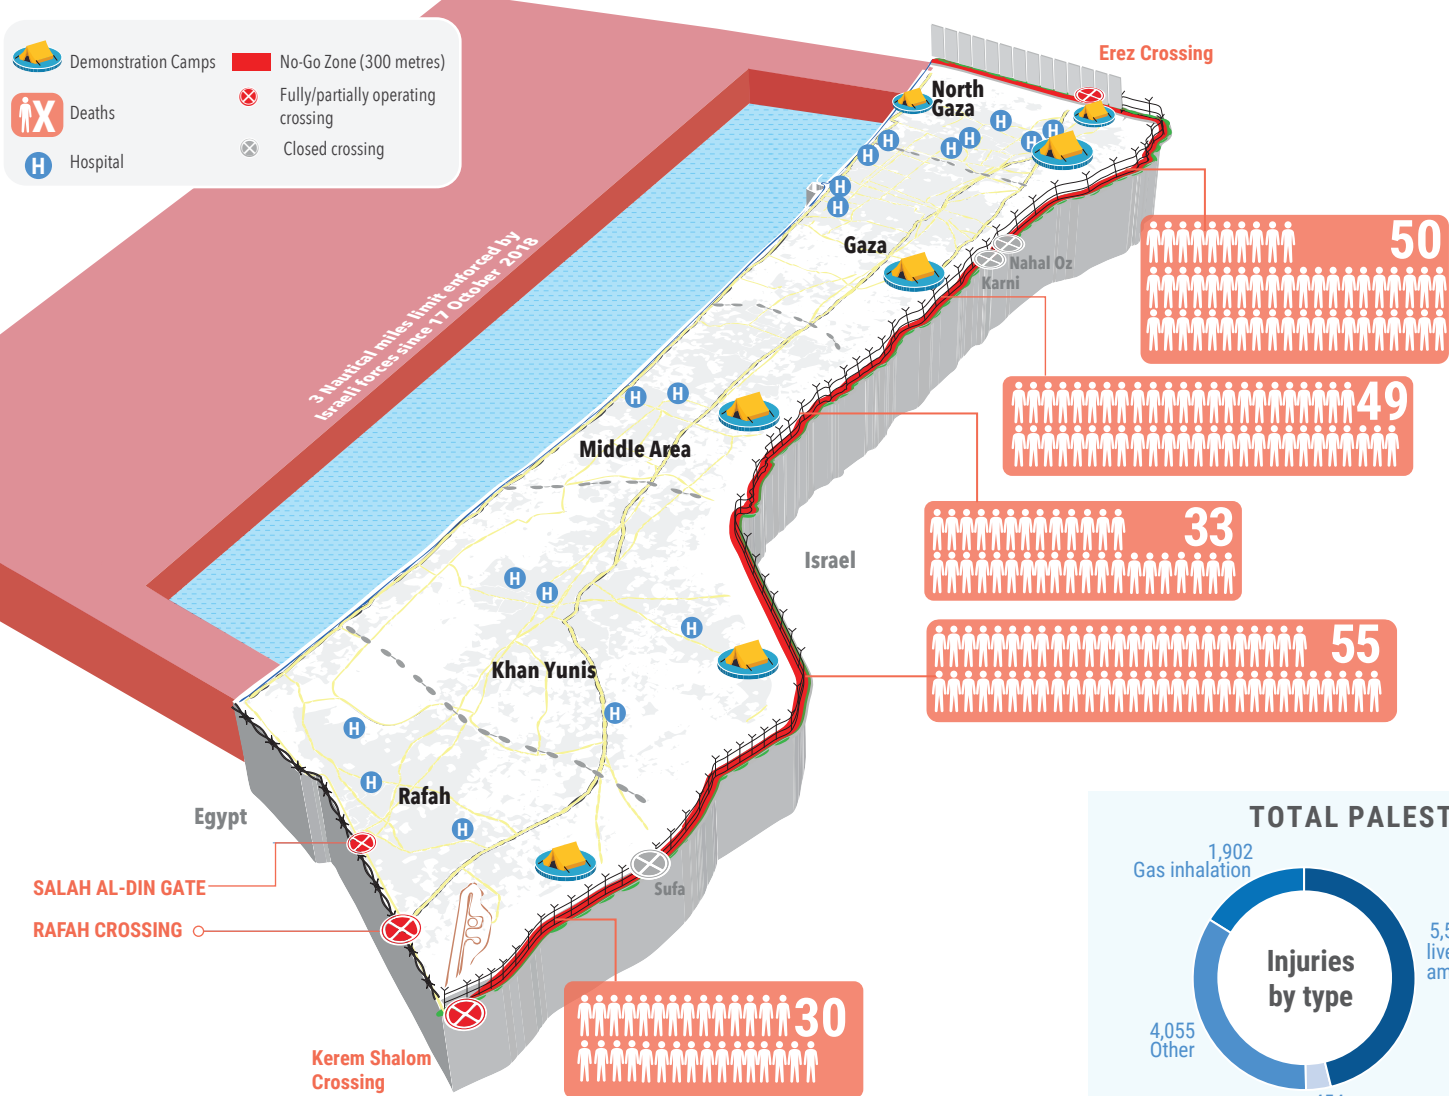 Demonstration Camps
Deaths
H
Hospital
No-Go Zone (300 metres)
Fully/partially operating
crossing
Closed crossing
Erez Crossing
North
Gaza
H
H
H
H
H
H
H
H
H
H
50
3 Nautical miles limit enforced by
Israeli forces since 17 October 2018
Gaza
Nahal Oz
Karni
49
H
H
Middle Area
33
Israel
H
H
H
55
Khan Yunis
H
H
H
Rafah
H
Egypt
SALAH AL-DIN GATE
RAFAH CROSSING
Sufa
30
Kerem Shalom
Crossing
TOTAL PALEST
1,902
Gas inhalation
Injuries
by type
4,055
Other